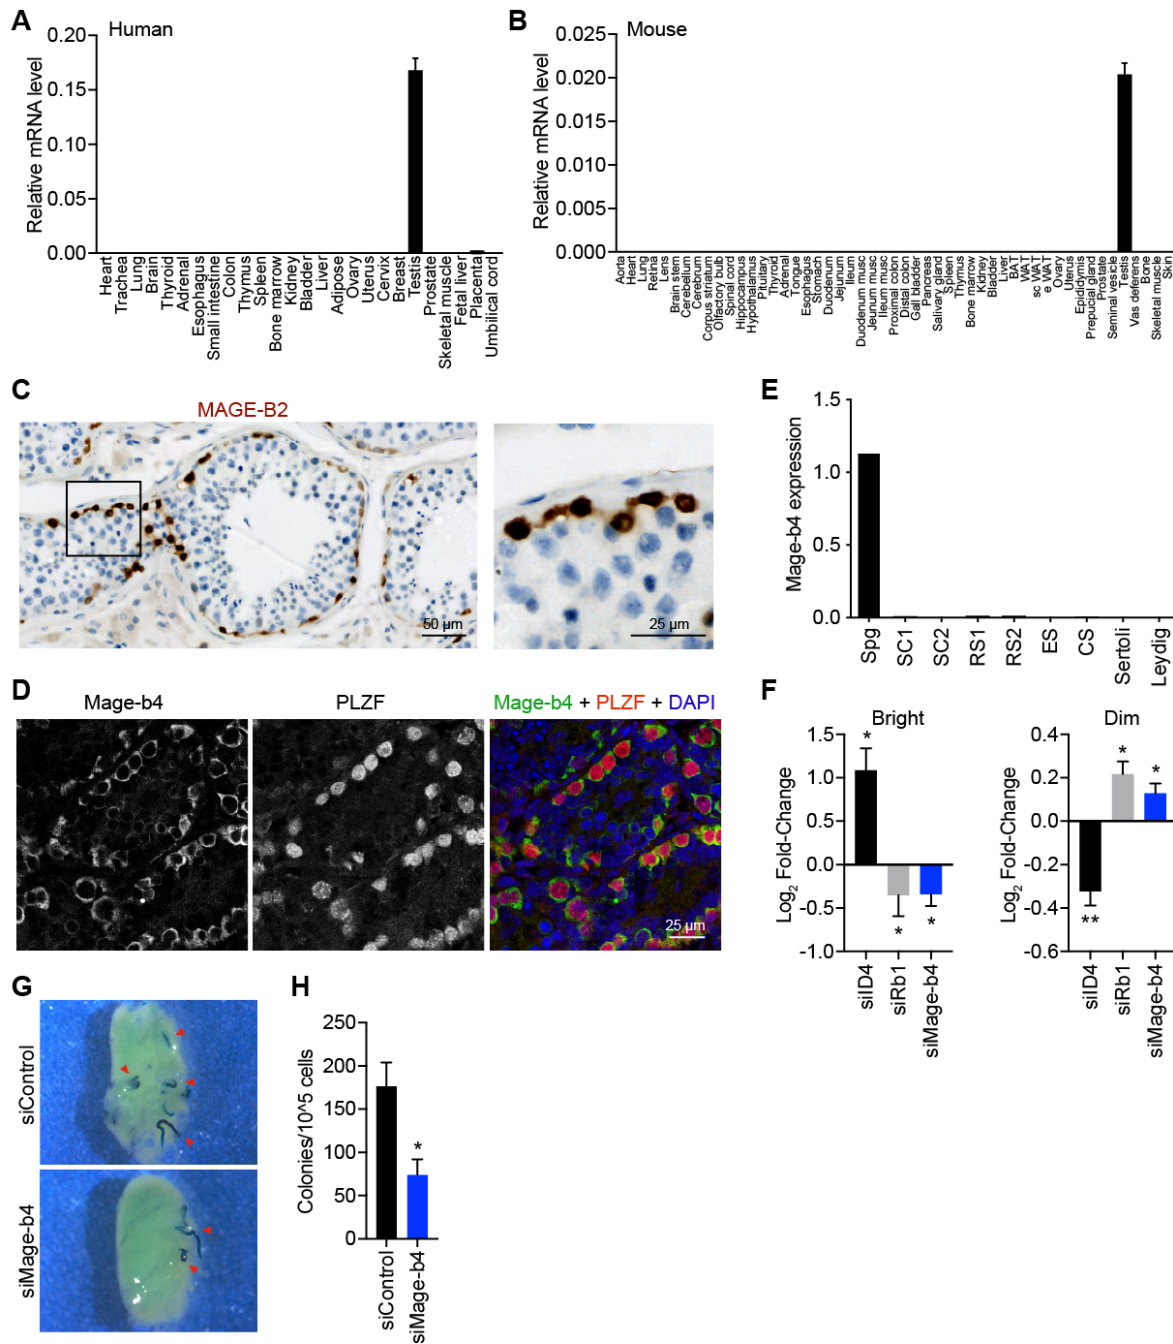 A
Human
Relative mRNA level
0.20
0.15
0.10
0.05
0.00
Heart
Trachea
Lung
Brain
Thyroid
Adrenal
Esophagus
Small intestine
Colon
Thymus
Spleen
Bone marrow
Kidney
Bladder
Liver
Adipose
Ovary
Uterus
Cervix
Breast
Testis
Prostate
Skeletal muscle
Fetal liver
Placental
Umbilical cord
B
Mouse
Relative mRNA level
0.025
0.020
0.015
0.010
0.005
0.000
Aorta
Heart
Lung
Retina
Lens
Brain stem
Cerebellum
Cerebrum
Corpus striatum
Olfactory bulb
Spinal cord
Hippocampus
Hypothalamus
Pituitary
Thyroid
Adrenal
Tongue
Esophagus
Stomach
Duodenum
Jejunum
Ileum
Duodenum musc
Jeunum musc
Ileum musc
Proximal colon
Distal colon
Gall bladder
Pancreas
Salivary gland
Spleen
Thymus
Bone marrow
Kidney
Bladder
Liver
BAT
WAT
sc WAT
e WAT
Ovary
Uterus
Epididymis
Prepucial gland
Prostate
Seminal vesicle
Testis
Vas deferens
Bone
Skeletal muscle
Skin
C
MAGE-B2
50 µm
25 µm
D
Mage-b4
PLZF
Mage-b4 + PLZF + DAPI
25 µm
E
Mage-b4 expression
1.5
1.0
0.5
0.0
Spg
SC1
SC2
RS1
RS2
ES
CS
Sertoli
Leydig
F
Bright
Log2 Fold-Change
1.5
1.0
0.5
0.0
-0.5
-1.0
*
*
*
siID4
siRb1
siMage-b4
Dim
Log2 Fold-Change
0.4
0.2
0.0
-0.2
-0.4
-0.6
**
*
*
siID4
siRb1
siMage-b4
G
siControl
siMage-b4
H
Colonies/10^5 cells
250
200
150
100
50
0
*
siControl
siMage-b4